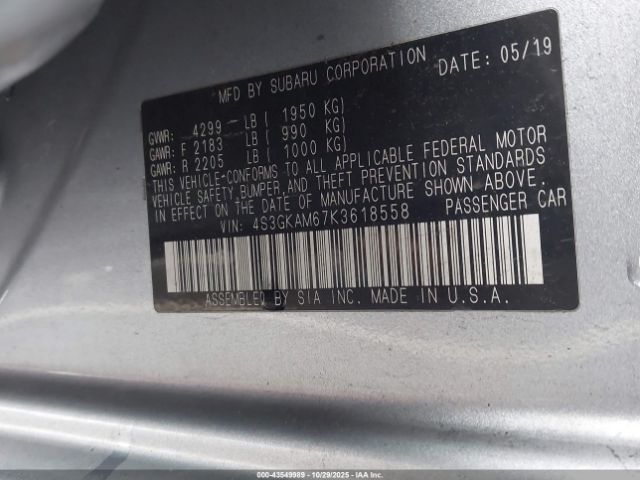 MFD BY SUBARU CORPORATION DATE: 05/19
GVWR: 4299 LB ( 1950 KG)
GAWR: F 2183 LB ( 990 KG)
GAWR: R 2205 LB ( 1000 KG)
THIS VEHICLE CONFORMS TO ALL APPLICABLE FEDERAL MOTOR
VEHICLE SAFETY,BUMPER,AND THEFT PREVENTION STANDARDS
IN EFFECT ON THE DATE OF MANUFACTURE SHOWN ABOVE.
VIN: 4S3GKAM67K3618558 PASSENGER CAR
ASSEMBLED BY SIA INC. MADE IN U.S.A.
000-43549989 | 10/29/2025 | IAA, Inc.